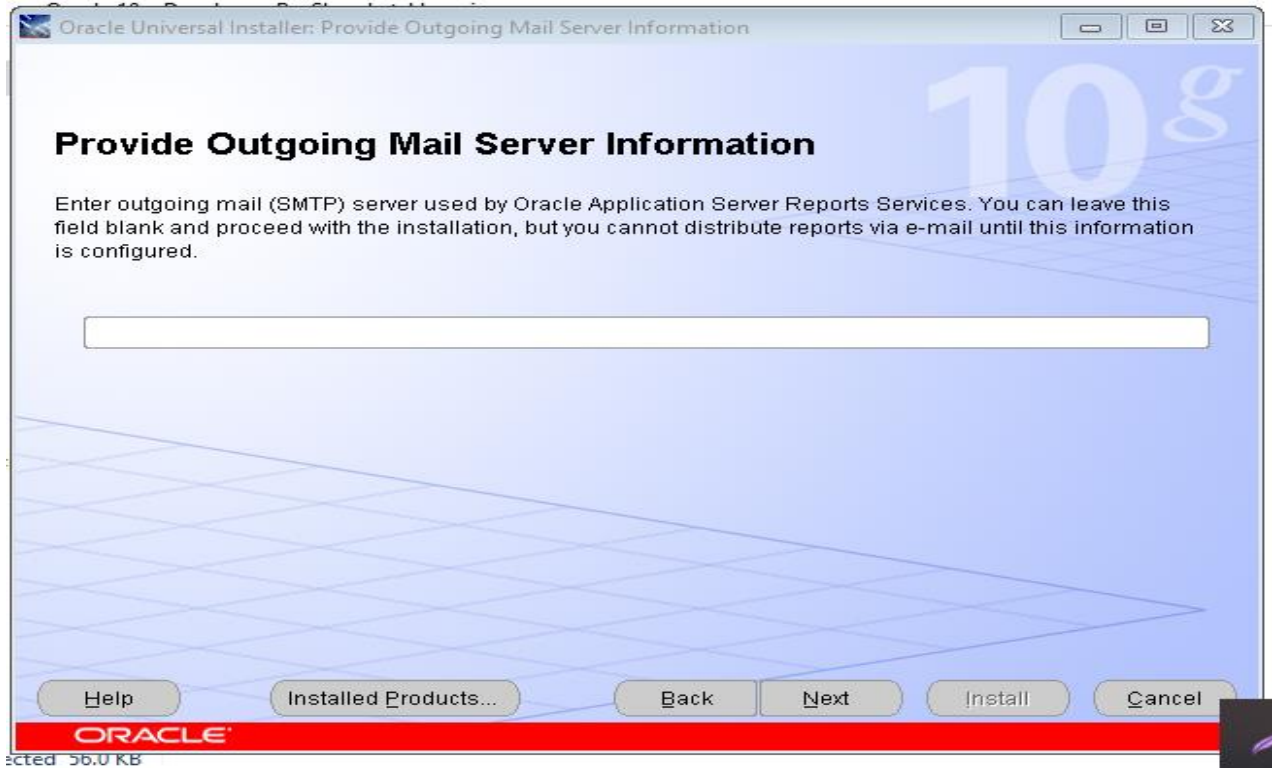 Oracle Universal Installer: Provide Outgoing Mail Server Information
10g
Provide Outgoing Mail Server Information
Enter outgoing mail (SMTP) server used by Oracle Application Server Reports Services. You can leave this
field blank and proceed with the installation, but you cannot distribute reports via e-mail until this information
is configured.
Help Installed Products... Back Next Install Cancel
ORACLE
56.0 KB